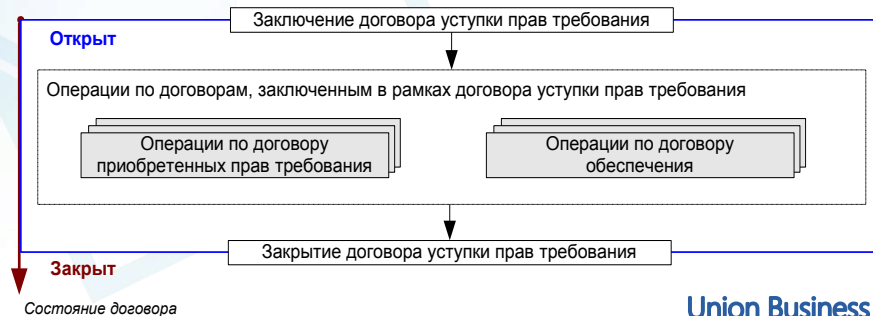 Заключение договора уступки прав требования
Открыт
Операции по договорам, заключенным в рамках договора уступки прав требования
Операции по договору
приобретенных прав требования
Операции по договору
обеспечения
Закрытие договора уступки прав требования
Закрыт
Состояние договора
Union Business